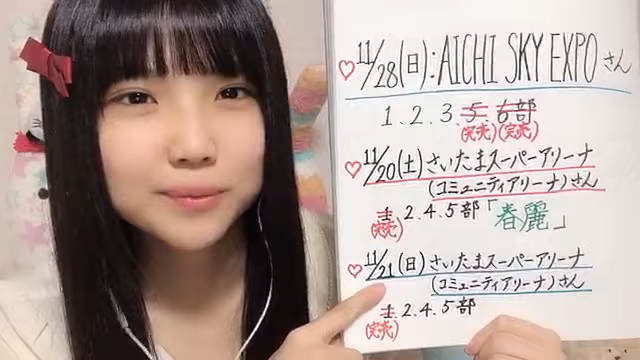 ♡11/28(日):AICHI SKY EXPOさん
1.2.3.5.6部
(完売)(完売)
♡11/20(土)さいたまスーパーアリーナ
(コミュニティアリーナ)さん
1.2.4.5部「春麗」
(完売)
♡11/21(日)さいたまスーパーアリーナ
(コミュニティアリーナ)さん
1.2.4.5部
(完売)